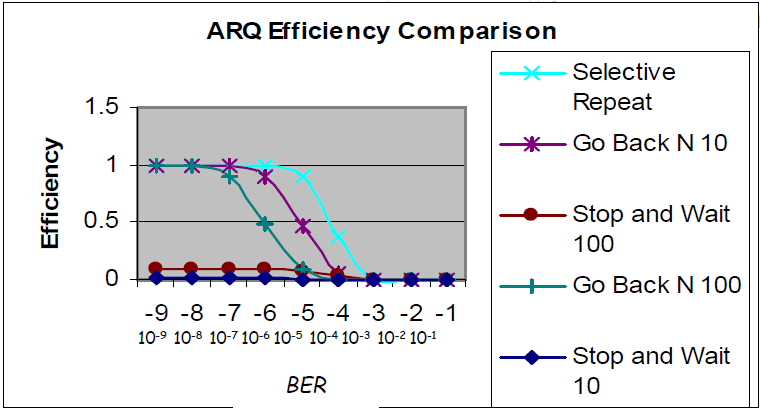 ARQ Efficiency Comparison
Efficiency
1.5
1
0.5
0
-9 -8 -7 -6 -5 -4 -3 -2 -1
10⁻⁹ 10⁻⁸ 10⁻⁷ 10⁻⁶ 10⁻⁵ 10⁻⁴ 10⁻³ 10⁻² 10⁻¹
BER
Selective
Repeat
Go Back N 10
Stop and Wait
100
Go Back N 100
Stop and Wait
10